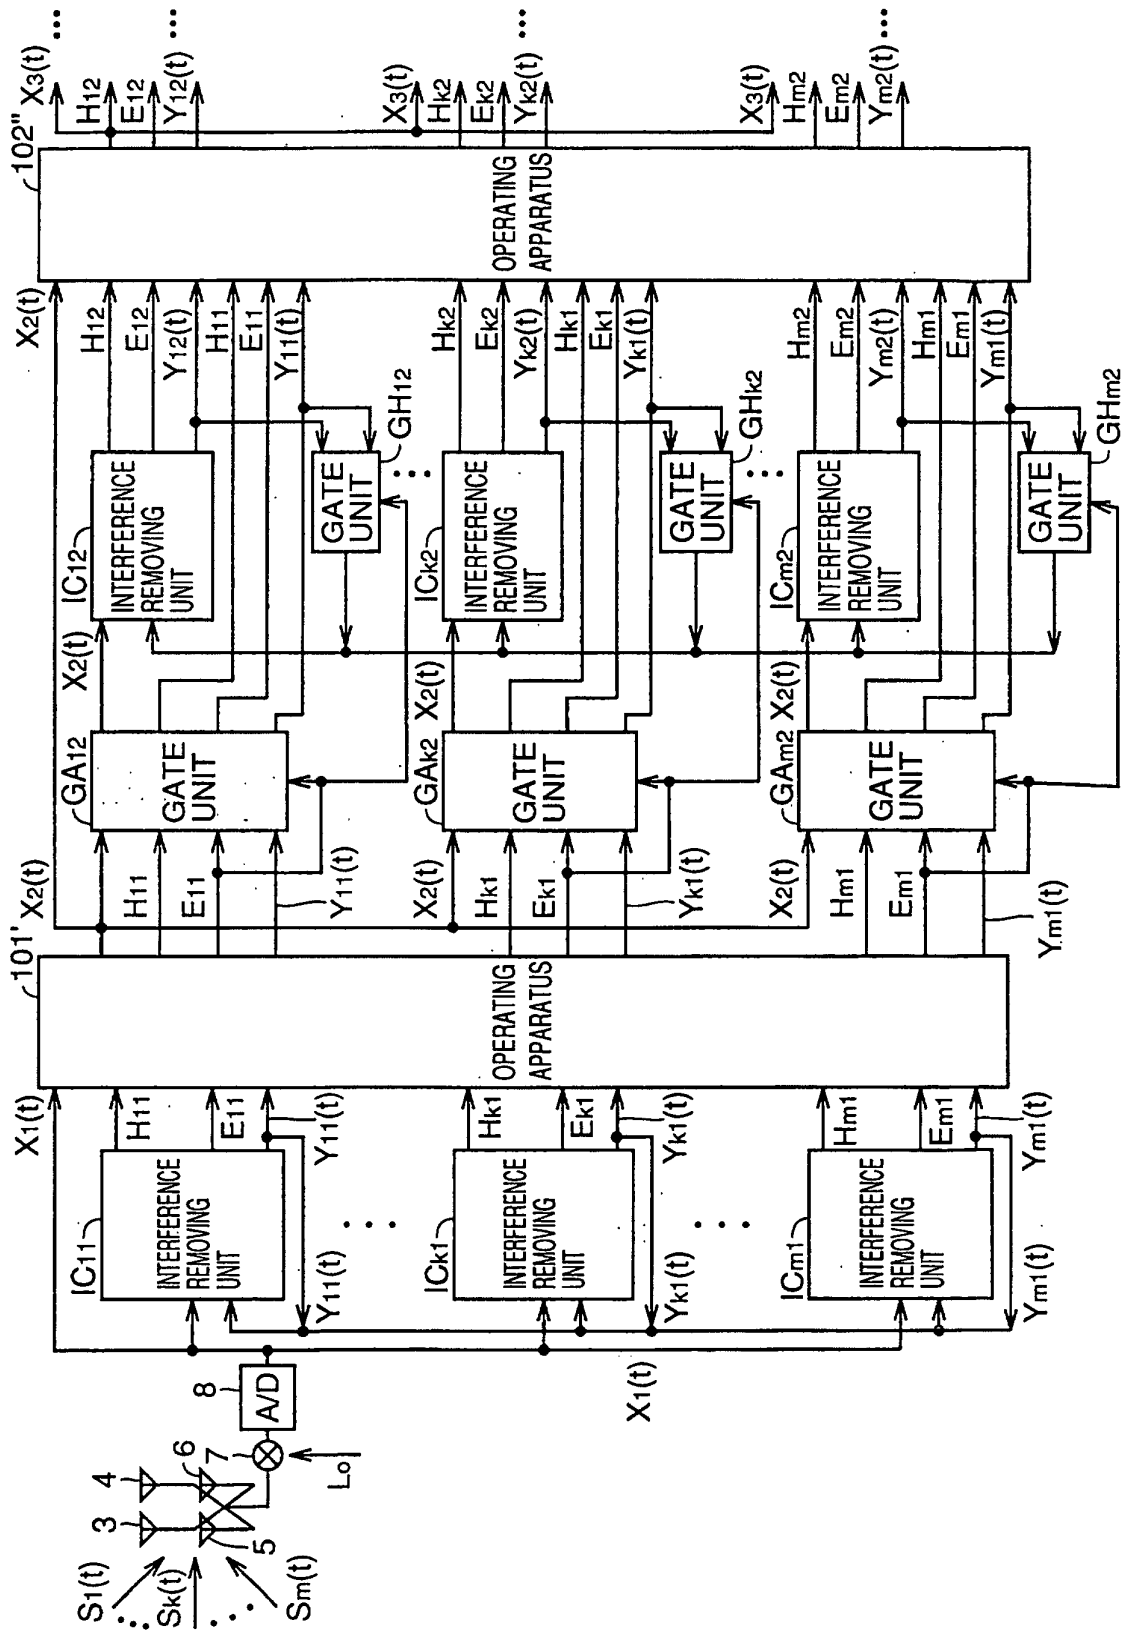 S1(t)
Sk(t)
Sm(t)
3
4
5
6
7
Lo
8
A/D
X1(t)
X1(t)
IC11
INTERFERENCE
REMOVING
UNIT
H11
E11
Y11(t)
Y11(t)
ICk1
INTERFERENCE
REMOVING
UNIT
Hk1
Ek1
Yk1(t)
Yk1(t)
ICm1
INTERFERENCE
REMOVING
UNIT
Hm1
Em1
Ym1(t)
Ym1(t)
101'
OPERATING
APPARATUS
X2(t)
H11
E11
Y11(t)
X2(t)
Hk1
Ek1
Yk1(t)
X2(t)
Hm1
Em1
Ym1(t)
GA12
GATE
UNIT
GAk2
GATE
UNIT
GAm2
GATE
UNIT
X2(t)
X2(t)
X2(t)
IC12
INTERFERENCE
REMOVING
UNIT
GATE
UNIT
GH12
ICk2
INTERFERENCE
REMOVING
UNIT
GATE
UNIT
GHk2
ICm2
INTERFERENCE
REMOVING
UNIT
GATE
UNIT
GHm2
X2(t)
H12
E12
Y12(t)
H11
E11
Y11(t)
Hk2
Ek2
Yk2(t)
Hk1
Ek1
Yk1(t)
Hm2
Em2
Ym2(t)
Hm1
Em1
Ym1(t)
102"
OPERATING
APPARATUS
X3(t) ...
H12
E12
Y12(t) ...
X3(t)
Hk2
Ek2
Yk2(t) ...
X3(t)
Hm2
Em2
Ym2(t) ...